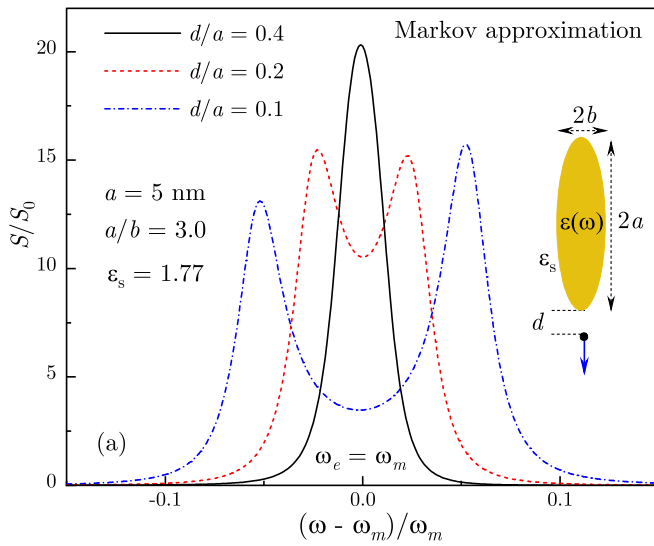 Markov approximation
d/a = 0.4
d/a = 0.2
d/a = 0.1
a = 5 nm
a/b = 3.0
ε_s = 1.77
2b
2a
ε(ω)
ε_s
d
(a)
ω_e = ω_m
S/S_0
20
15
10
5
0
-0.1
0.0
0.1
(ω - ω_m)/ω_m